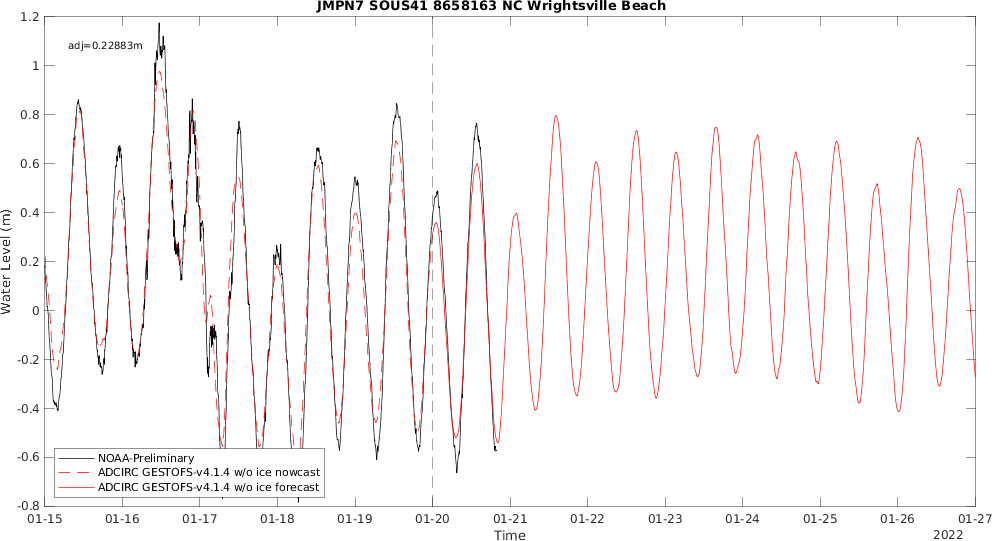 JMPN7 SOUS41 8658163 NC Wrightsville Beach
adj=0.22883m
1.2
1
0.8
0.6
0.4
0.2
0
-0.2
-0.4
-0.6
-0.8
Water Level (m)
NOAA-Preliminary
ADCIRC GESTOFS-v4.1.4 w/o ice nowcast
ADCIRC GESTOFS-v4.1.4 w/o ice forecast
01-15 01-16 01-17 01-18 01-19 01-20 01-21 01-22 01-23 01-24 01-25 01-26 01-27
Time
2022